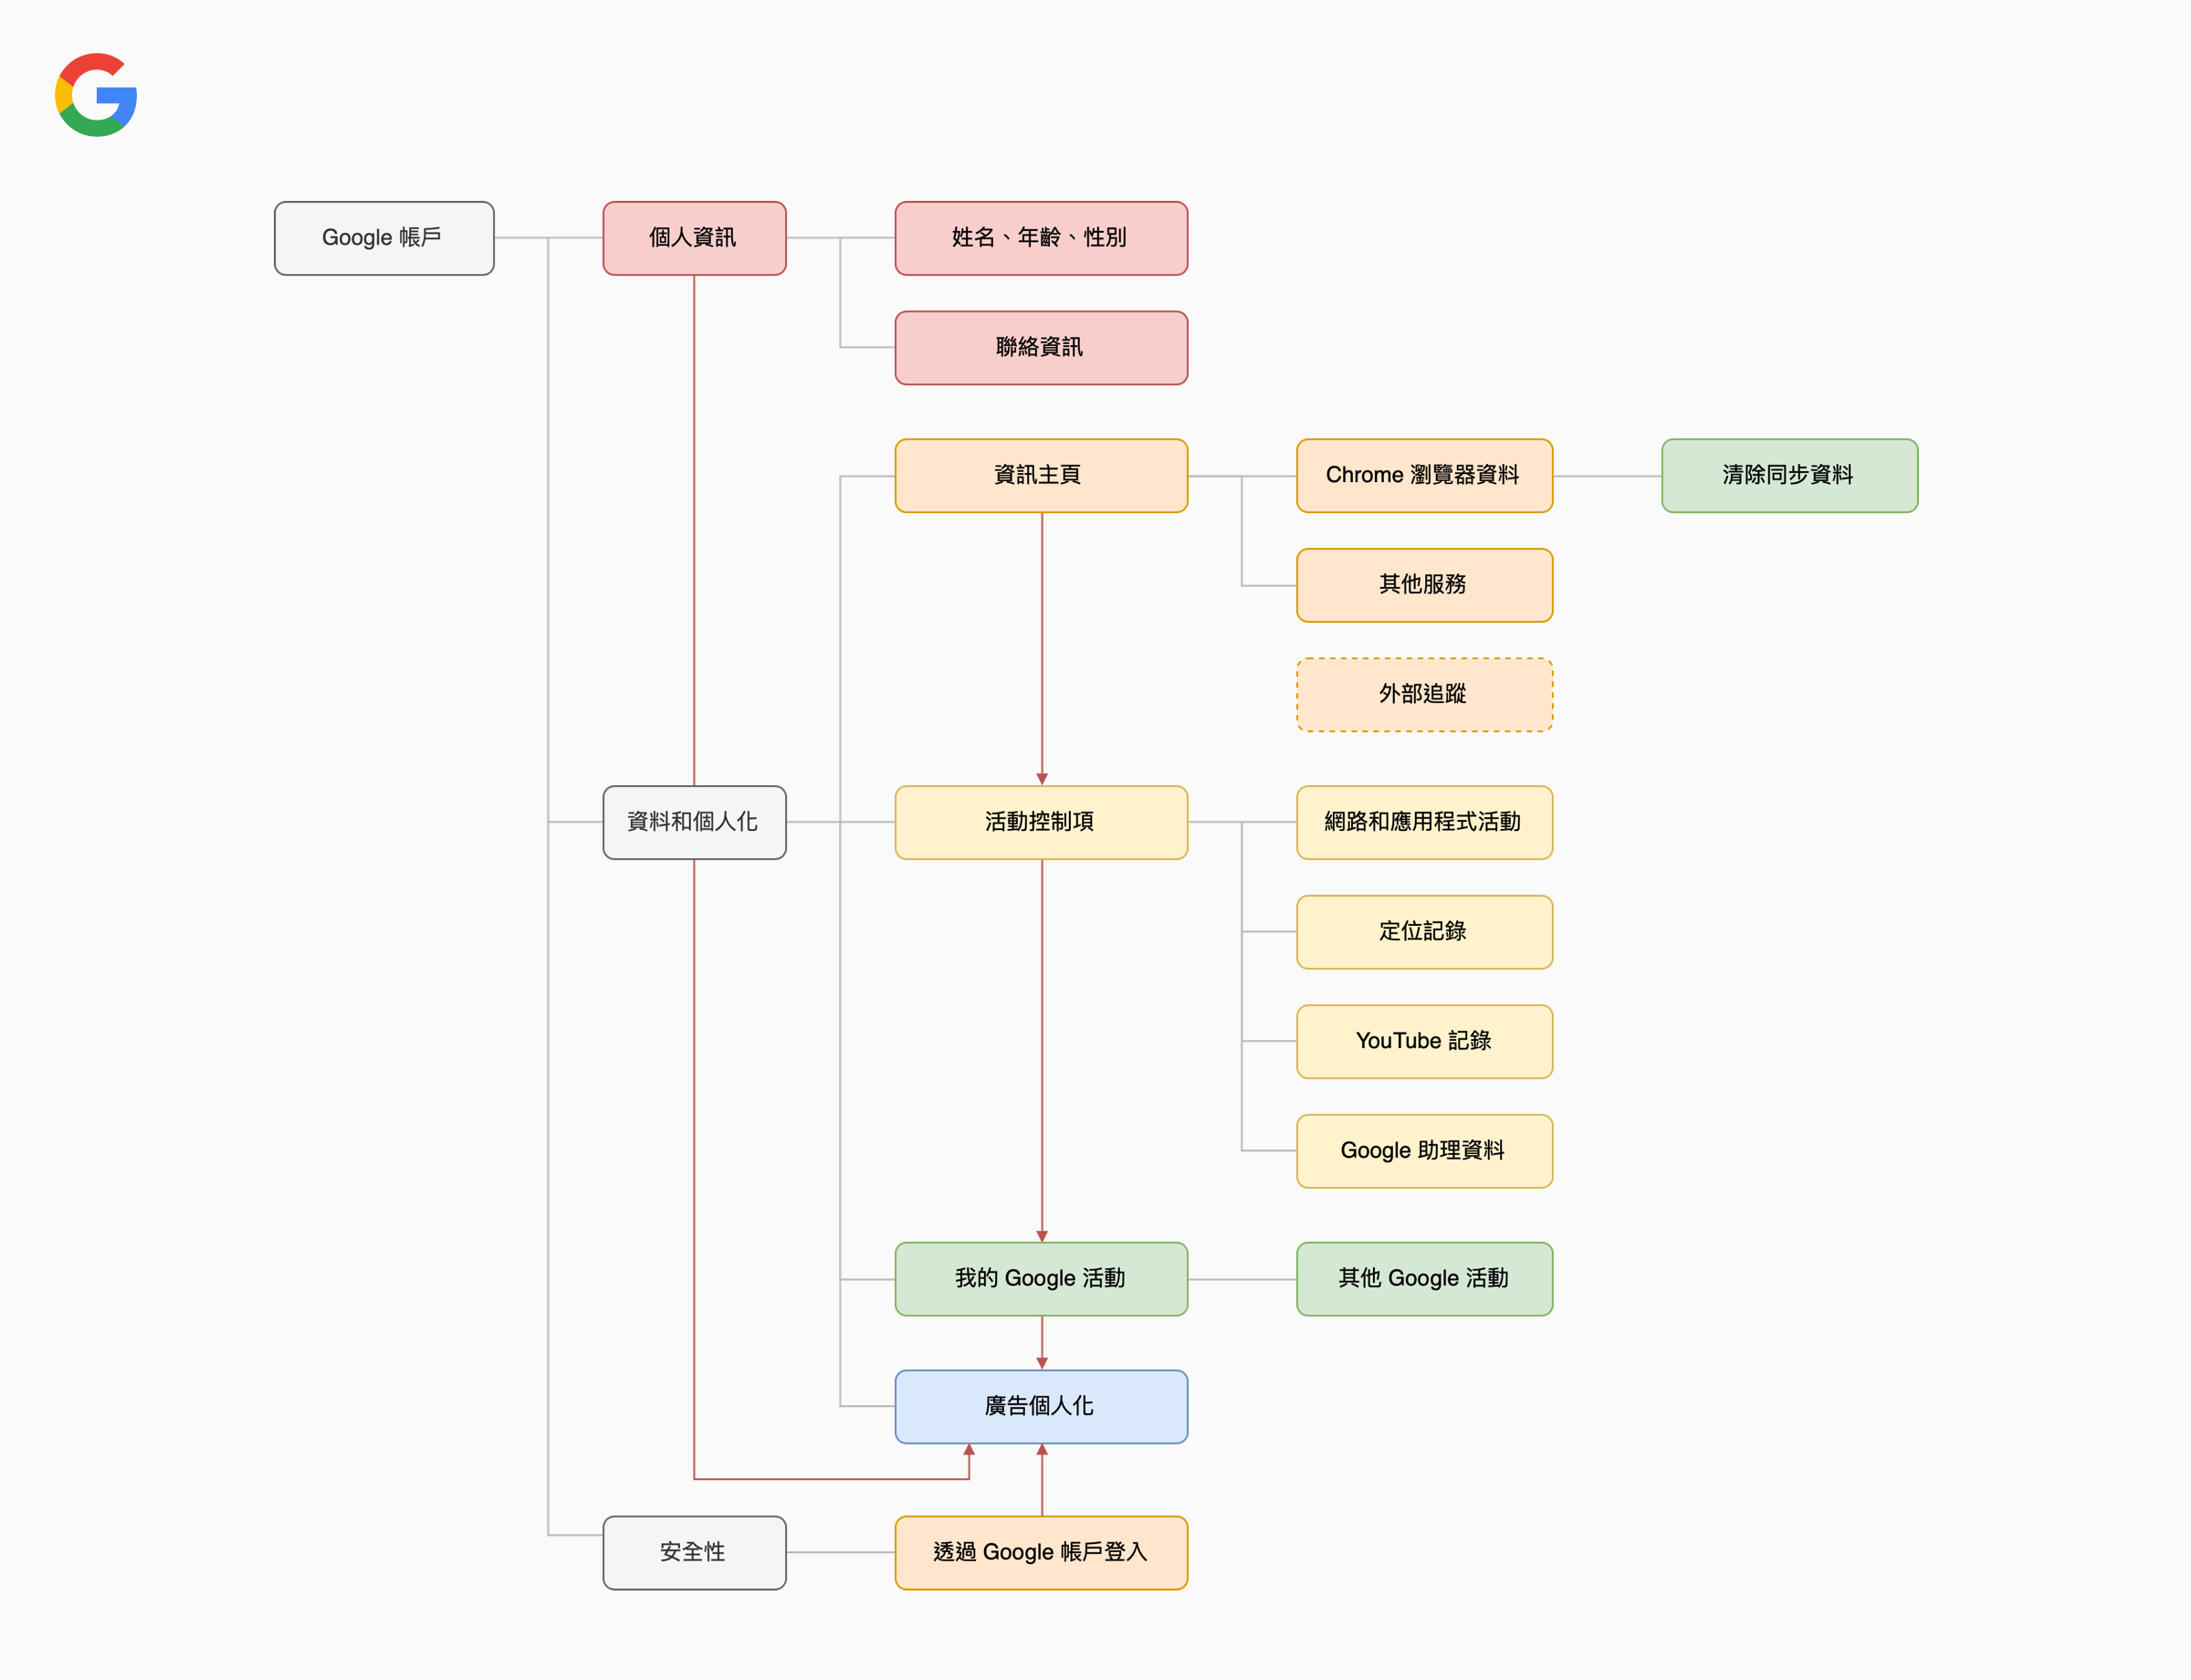 Google 帳戶
個人資訊
姓名、年齡、性別
聯絡資訊
資訊主頁
Chrome 瀏覽器資料
清除同步資料
其他服務
外部追蹤
資料和個人化
活動控制項
網路和應用程式活動
定位記錄
YouTube 記錄
Google 助理資料
我的 Google 活動
其他 Google 活動
廣告個人化
安全性
透過 Google 帳戶登入